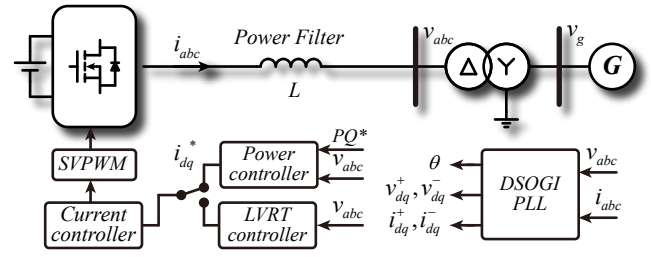 i_abc
Power Filter
L
v_abc
Δ
Y
v_g
G
SVPWM
Current
controller
i_dq^*
Power
controller
PQ*
v_abc
LVRT
controller
v_abc
θ
v_dq^+, v_dq^-
i_dq^+, i_dq^-
DSOGI
PLL
v_abc
i_abc